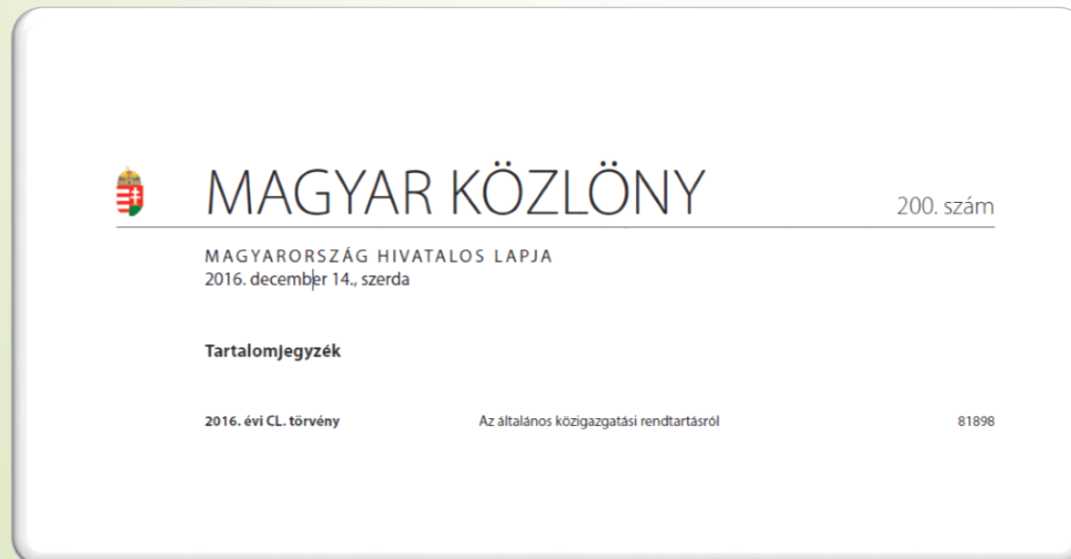 MAGYAR KÖZLÖNY 200. szám
MAGYARORSZÁG HIVATALOS LAPJA
2016. december 14., szerda
Tartalomjegyzék
2016. évi CL. törvény Az általános közigazgatási rendtartásról 81898